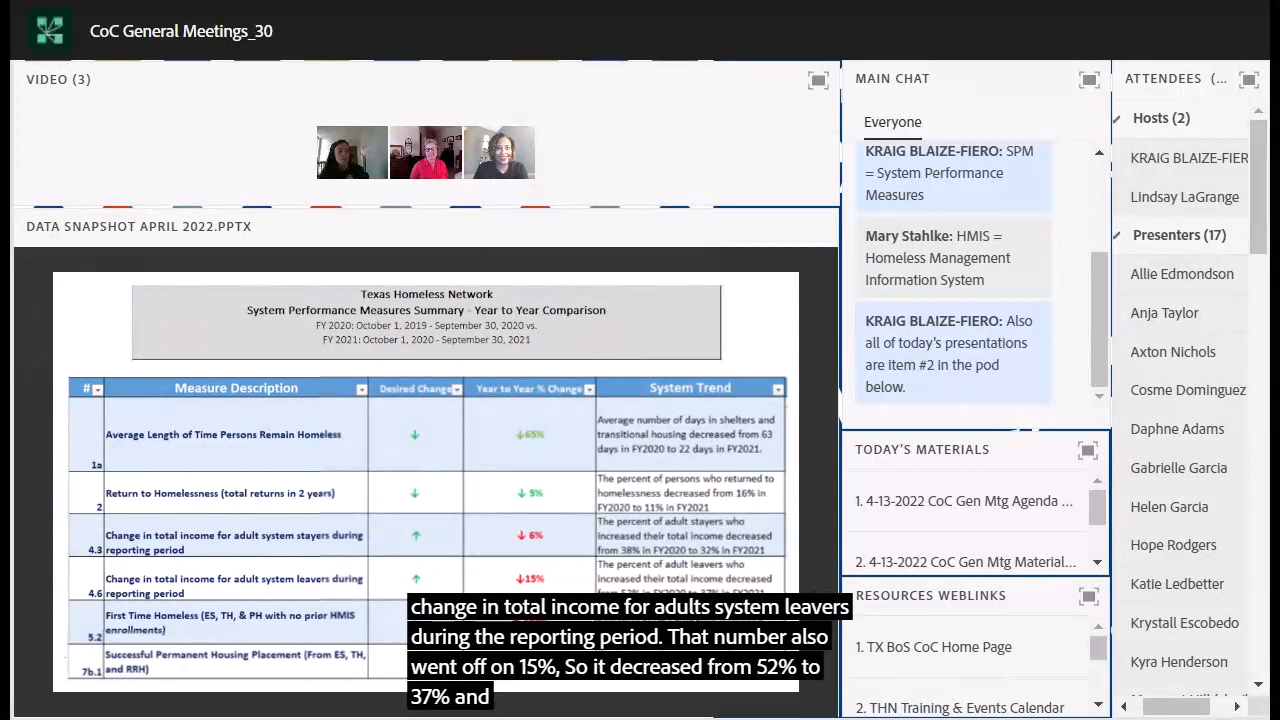 CoC General Meetings_30
VIDEO (3)
DATA SNAPSHOT APRIL 2022.PPTX
Texas Homeless Network
System Performance Measures Summary - Year to Year Comparison
FY 2020: October 1, 2019 - September 30, 2020 vs.
FY 2021: October 1, 2020 - September 30, 2021
# Measure Description Desired Change Year to Year % Change System Trend
1a Average Length of Time Persons Remain Homeless ↓ ↓65%
Average number of days in shelters and
transitional housing decreased from 63
days in FY2020 to 22 days in FY2021.
2 Return to Homelessness (total returns in 2 years) ↓ ↓ 5%
The percent of persons who returned to
homelessness decreased from 16% in
FY2020 to 11% in FY2021
4.3 Change in total income for adult system stayers during
reporting period ↑ ↓ 6%
The percent of adult stayers who
increased their total income decreased
from 38% in FY2020 to 32% in FY2021
4.6 Change in total income for adult system leavers during
reporting period ↑ ↓15%
The percent of adult leavers who
increased their total income decreased
5.2 First Time Homeless (ES, TH, & PH with no prior HMIS
enrollments)
7b.1 Successful Permanent Housing Placement (From ES, TH,
and RRH)
change in total income for adults system leavers
during the reporting period. That number also
went off on 15%, So it decreased from 52% to
37% and
MAIN CHAT
Everyone
KRAIG BLAIZE-FIERO: SPM
= System Performance
Measures
Mary Stahlke: HMIS =
Homeless Management
Information System
KRAIG BLAIZE-FIERO: Also
all of today's presentations
are item #2 in the pod
below.
TODAY'S MATERIALS
1. 4-13-2022 CoC Gen Mtg Agenda ...
2. 4-13-2022 CoC Gen Mtg Material...
RESOURCES WEBLINKS
1. TX BoS CoC Home Page
2. THN Training & Events Calendar
ATTENDEES (...
Hosts (2)
KRAIG BLAIZE-FIER
Lindsay LaGrange
Presenters (17)
Allie Edmondson
Anja Taylor
Axton Nichols
Cosme Dominguez
Daphne Adams
Gabrielle Garcia
Helen Garcia
Hope Rodgers
Katie Ledbetter
Krystall Escobedo
Kyra Henderson